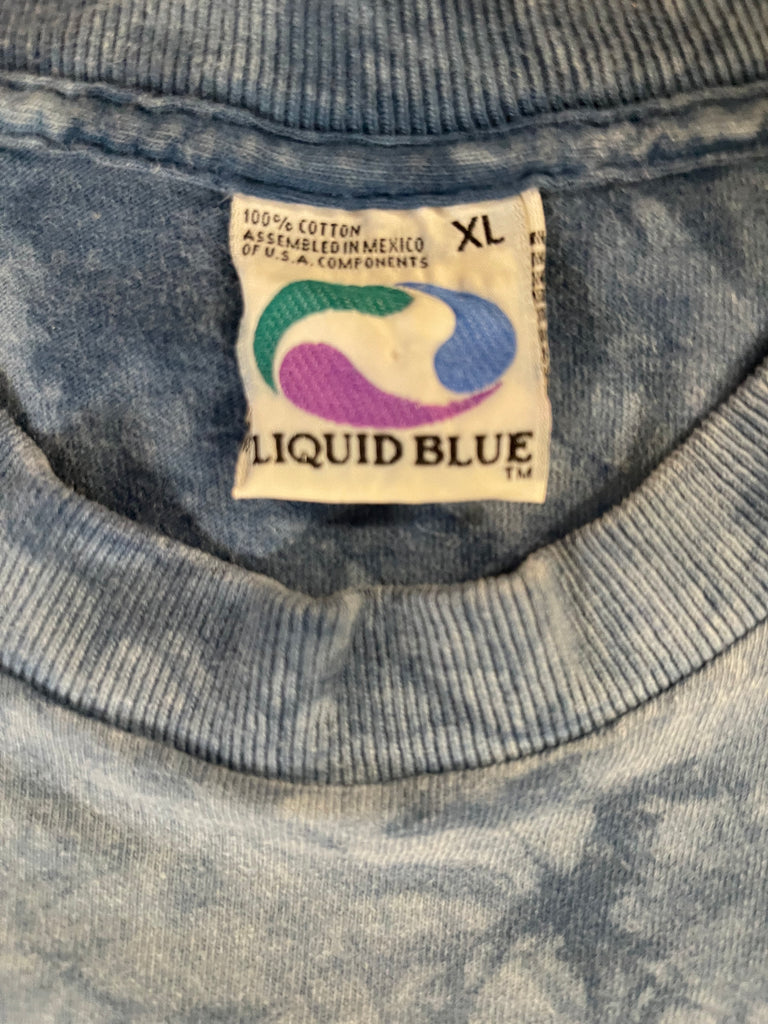 100% COTTON
ASSEMBLED IN MEXICO
OF U.S.A. COMPONENTS
XL
LIQUID BLUE
TM